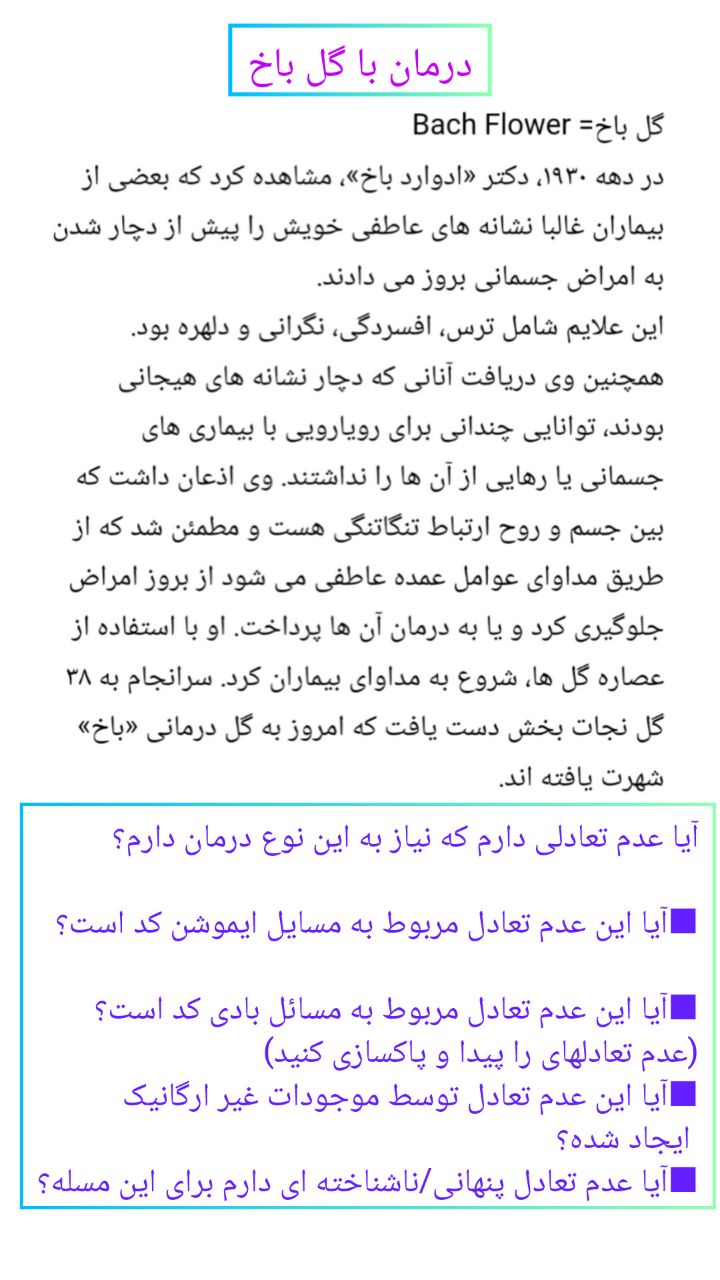 درمان با گل باخ
گل باخ= Bach Flower
در دهه ۱۹۳۰، دکتر «ادوارد باخ»، مشاهده کرد که بعضی از
بیماران غالبا نشانه های عاطفی خویش را پیش از دچار شدن
به امراض جسمانی بروز می دادند.
این علایم شامل ترس، افسردگی، نگرانی و دلهره بود.
همچنین وی دریافت آنانی که دچار نشانه های هیجانی
بودند، توانایی چندانی برای رویارویی با بیماری های
جسمانی یا رهایی از آن ها را نداشتند. وی اذعان داشت که
بین جسم و روح ارتباط تنگاتنگی هست و مطمئن شد که از
طریق مداوای عوامل عمده عاطفی می شود از بروز امراض
جلوگیری کرد و یا به درمان آن ها پرداخت. او با استفاده از
عصاره گل ها، شروع به مداوای بیماران کرد. سرانجام به ۳۸
گل نجات بخش دست یافت که امروز به گل درمانی «باخ»
شهرت یافته اند.
آیا عدم تعادلی دارم که نیاز به این نوع درمان دارم؟
■آیا این عدم تعادل مربوط به مسایل ایموشن کد است؟
■آیا این عدم تعادل مربوط به مسائل بادی کد است؟
(عدم تعادلهای را پیدا و پاکسازی کنید)
■آیا این عدم تعادل توسط موجودات غیر ارگانیک
ایجاد شده؟
■آیا عدم تعادل پنهانی/ناشناخته ای دارم برای این مسله؟